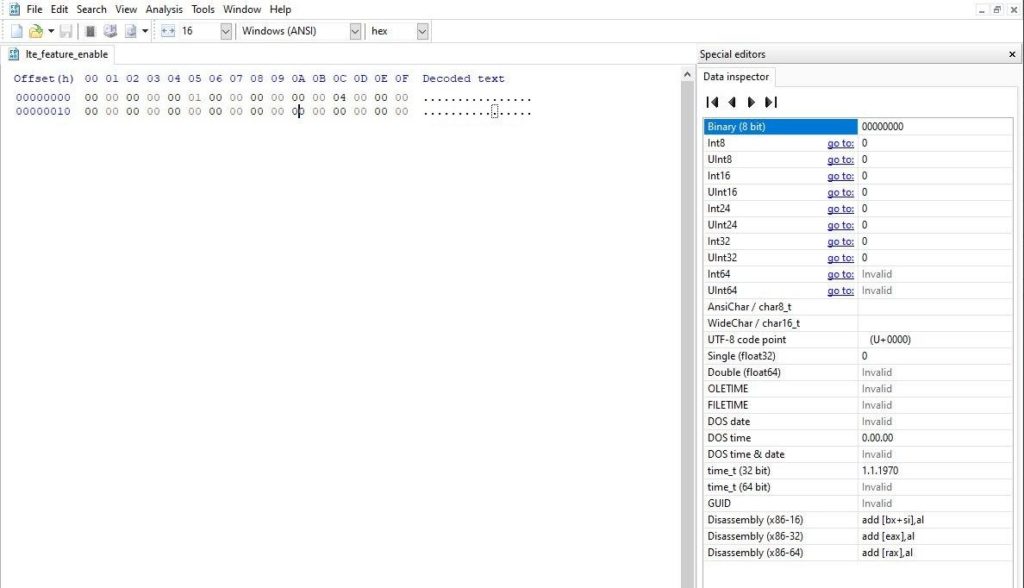 File Edit Search View Analysis Tools Window Help
16 Windows (ANSI) hex
lte_feature_enable
Offset(h) 00 01 02 03 04 05 06 07 08 09 0A 0B 0C 0D 0E 0F Decoded text
00000000 00 00 00 00 00 01 00 00 00 00 00 00 04 00 00 00 ................
00000010 00 00 00 00 00 00 00 00 00 00 00 00 00 00 00 00 ................
Special editors
Data inspector
Binary (8 bit) 00000000
Int8 go to: 0
UInt8 go to: 0
Int16 go to: 0
UInt16 go to: 0
Int24 go to: 0
UInt24 go to: 0
Int32 go to: 0
UInt32 go to: 0
Int64 go to: Invalid
UInt64 go to: Invalid
AnsiChar / char8_t
WideChar / char16_t
UTF-8 code point (U+0000)
Single (float32) 0
Double (float64) Invalid
OLETIME Invalid
FILETIME Invalid
DOS date Invalid
DOS time 0.00.00
DOS time & date Invalid
time_t (32 bit) 1.1.1970
time_t (64 bit) Invalid
GUID Invalid
Disassembly (x86-16) add [bx+si],al
Disassembly (x86-32) add [eax],al
Disassembly (x86-64) add [rax],al